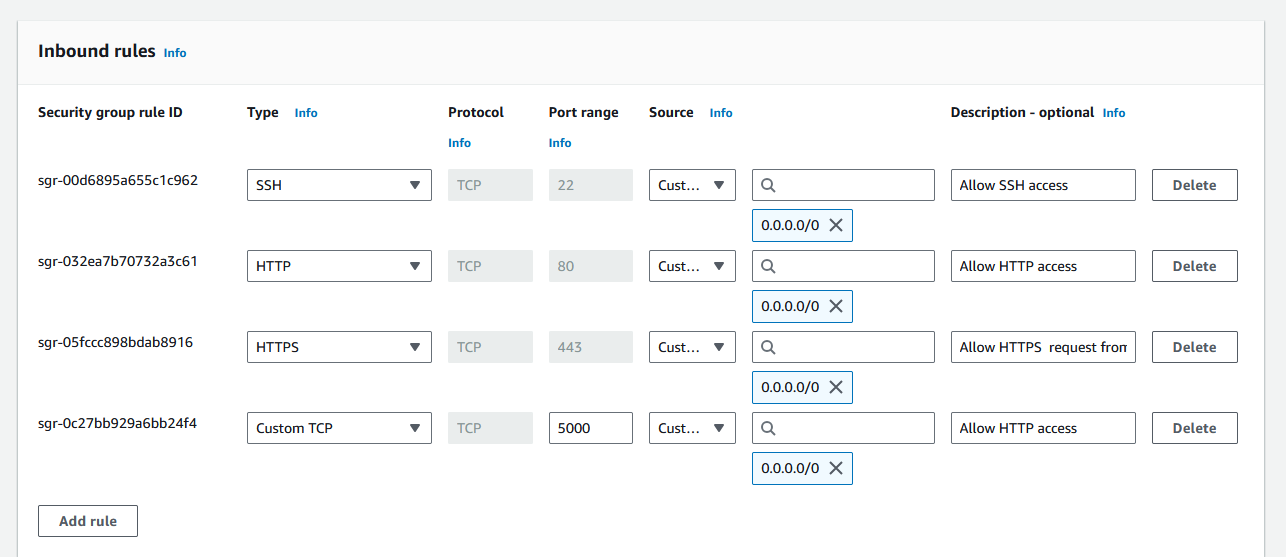 Inbound rules Info
Security group rule ID Type Info Protocol Info Port range Info Source Info Description - optional Info
sgr-00d6895a655c1c962 SSH TCP 22 Cust... Allow SSH access Delete
0.0.0.0/0
sgr-032ea7b70732a3c61 HTTP TCP 80 Cust... Allow HTTP access Delete
0.0.0.0/0
sgr-05fccc898bdab8916 HTTPS TCP 443 Cust... Allow HTTPS request from Delete
0.0.0.0/0
sgr-0c27bb929a6bb24f4 Custom TCP TCP 5000 Cust... Allow HTTP access Delete
0.0.0.0/0
Add rule